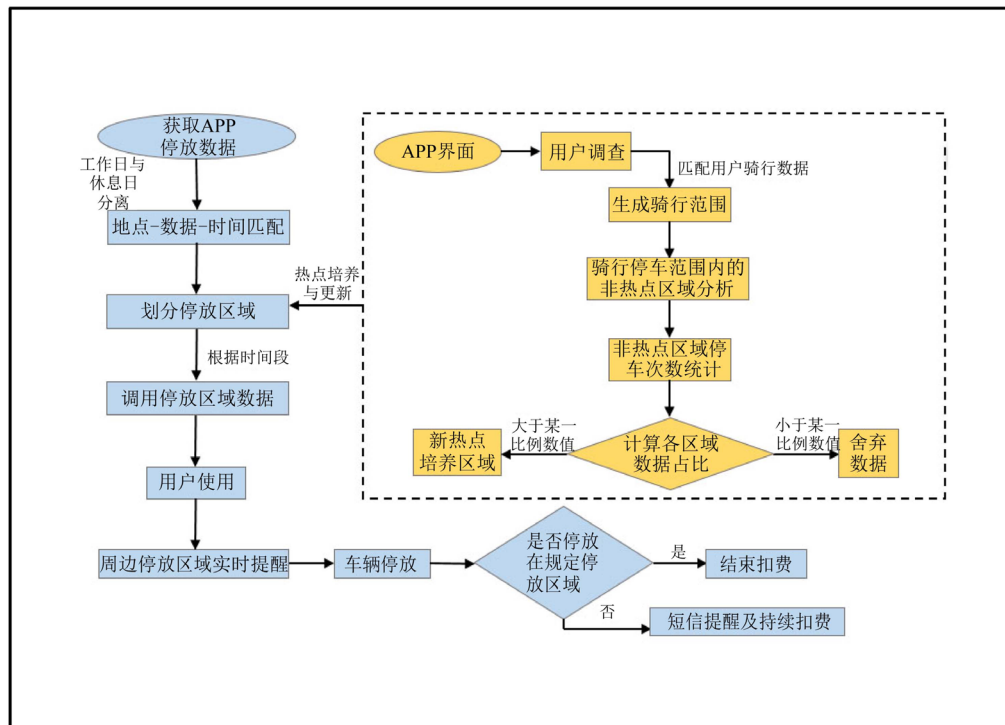 获取APP
停放数据
工作日与
休息日
分离
地点-数据-时间匹配
划分停放区域
根据时间段
调用停放区域数据
用户使用
周边停放区域实时提醒
车辆停放
是否停放
在规定停
放区域
是
结束扣费
否
短信提醒及持续扣费
热点培养
与更新
APP界面
用户调查
匹配用户骑行数据
生成骑行范围
骑行停车范围内的
非热点区域分析
非热点区域停
车次数统计
计算各区域
数据占比
大于某一
比例数值
新热点
培养区域
小于某一
比例数值
舍弃
数据